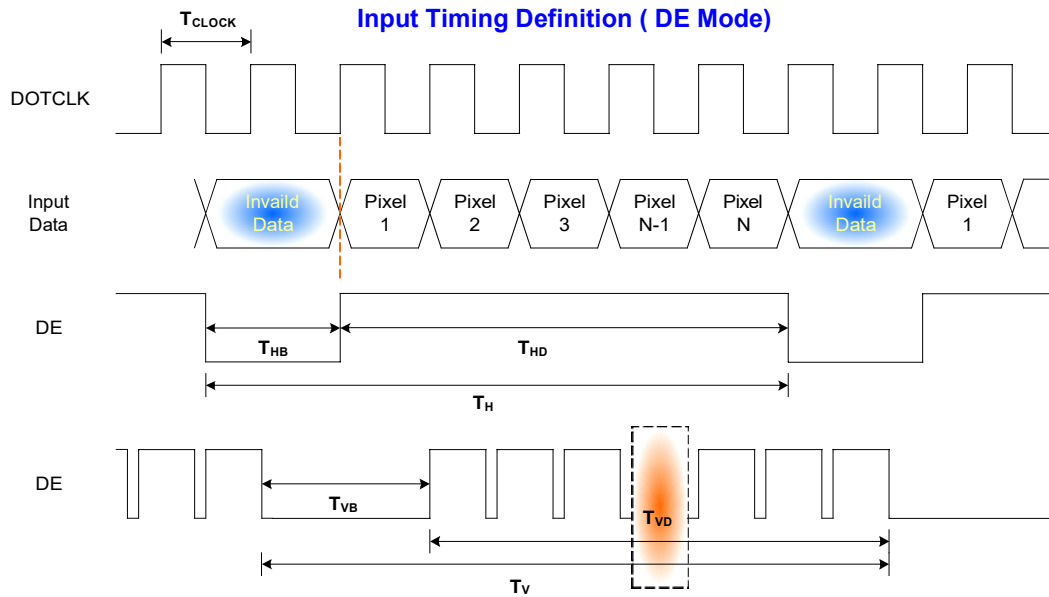 Input Timing Definition ( DE Mode)
TCLOCK
DOTCLK
Input
Data
Invaild
Data
Pixel
1
Pixel
2
Pixel
3
Pixel
N-1
Pixel
N
Invaild
Data
Pixel
1
DE
THB
THD
TH
DE
TVB
TVD
TV